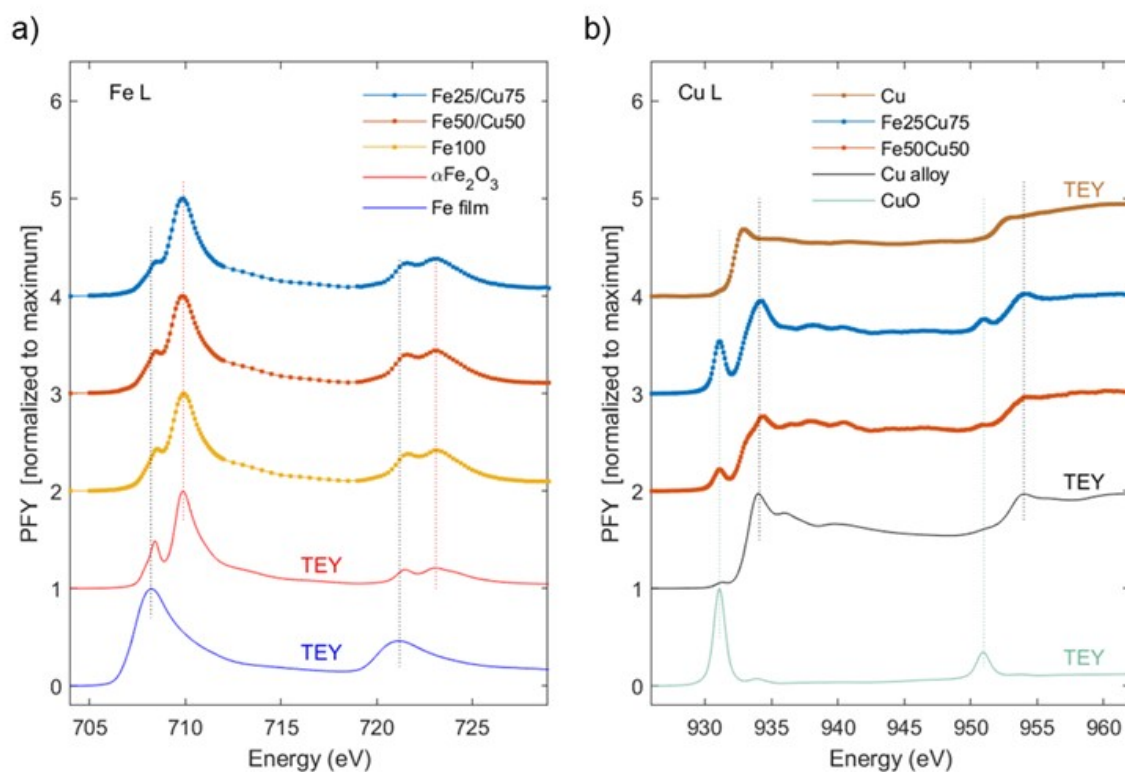 a)
Fe L
Fe25/Cu75
Fe50/Cu50
Fe100
αFe₂O₃
Fe film
TEY
TEY
6
5
4
3
2
1
0
PFY [normalized to maximum]
705 710 715 720 725
Energy (eV)
b)
Cu L
Cu
Fe25Cu75
Fe50Cu50
Cu alloy
CuO
TEY
TEY
TEY
6
5
4
3
2
1
0
PFY [normalized to maximum]
930 935 940 945 950 955 960
Energy (eV)